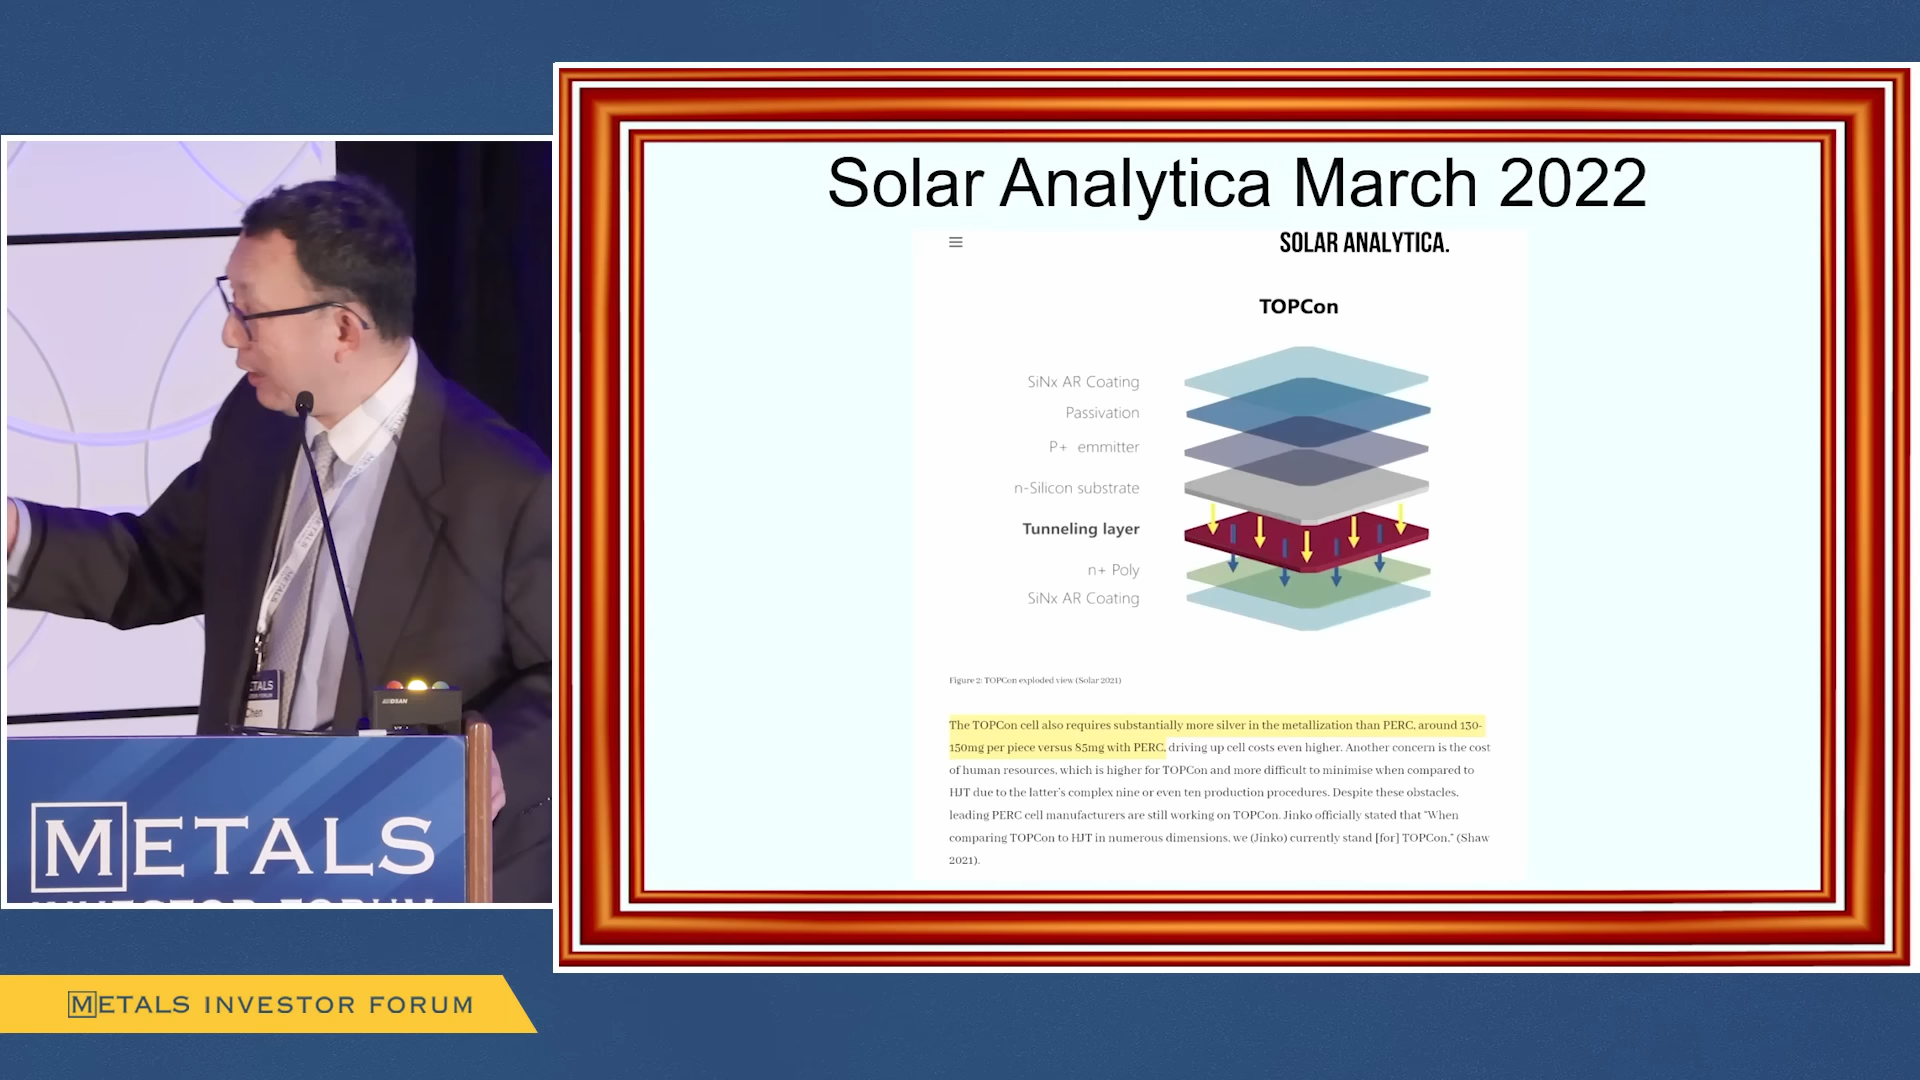 Solar Analytica March 2022
SOLAR ANALYTICA.
TOPCon
SiNx AR Coating
Passivation
P+ emmitter
n-Silicon substrate
Tunneling layer
n+ Poly
SiNx AR Coating
Figure 2: TOPCon exploded view (Solar 2021)
The TOPCon cell also requires substantially more silver in the metallization than PERC, around 130-
150mg per piece versus 85mg with PERC, driving up cell costs even higher. Another concern is the cost
of human resources, which is higher for TOPCon and more difficult to minimise when compared to
HJT due to the latter's complex nine or even ten production procedures. Despite these obstacles,
leading PERC cell manufacturers are still working on TOPCon. Jinko officially stated that "When
comparing TOPCon to HJT in numerous dimensions, we (Jinko) currently stand [for] TOPCon." (Shaw
2021).
METALS
METALS
Chen
METALS
INVESTOR FORUM
METALS INVESTOR FORUM